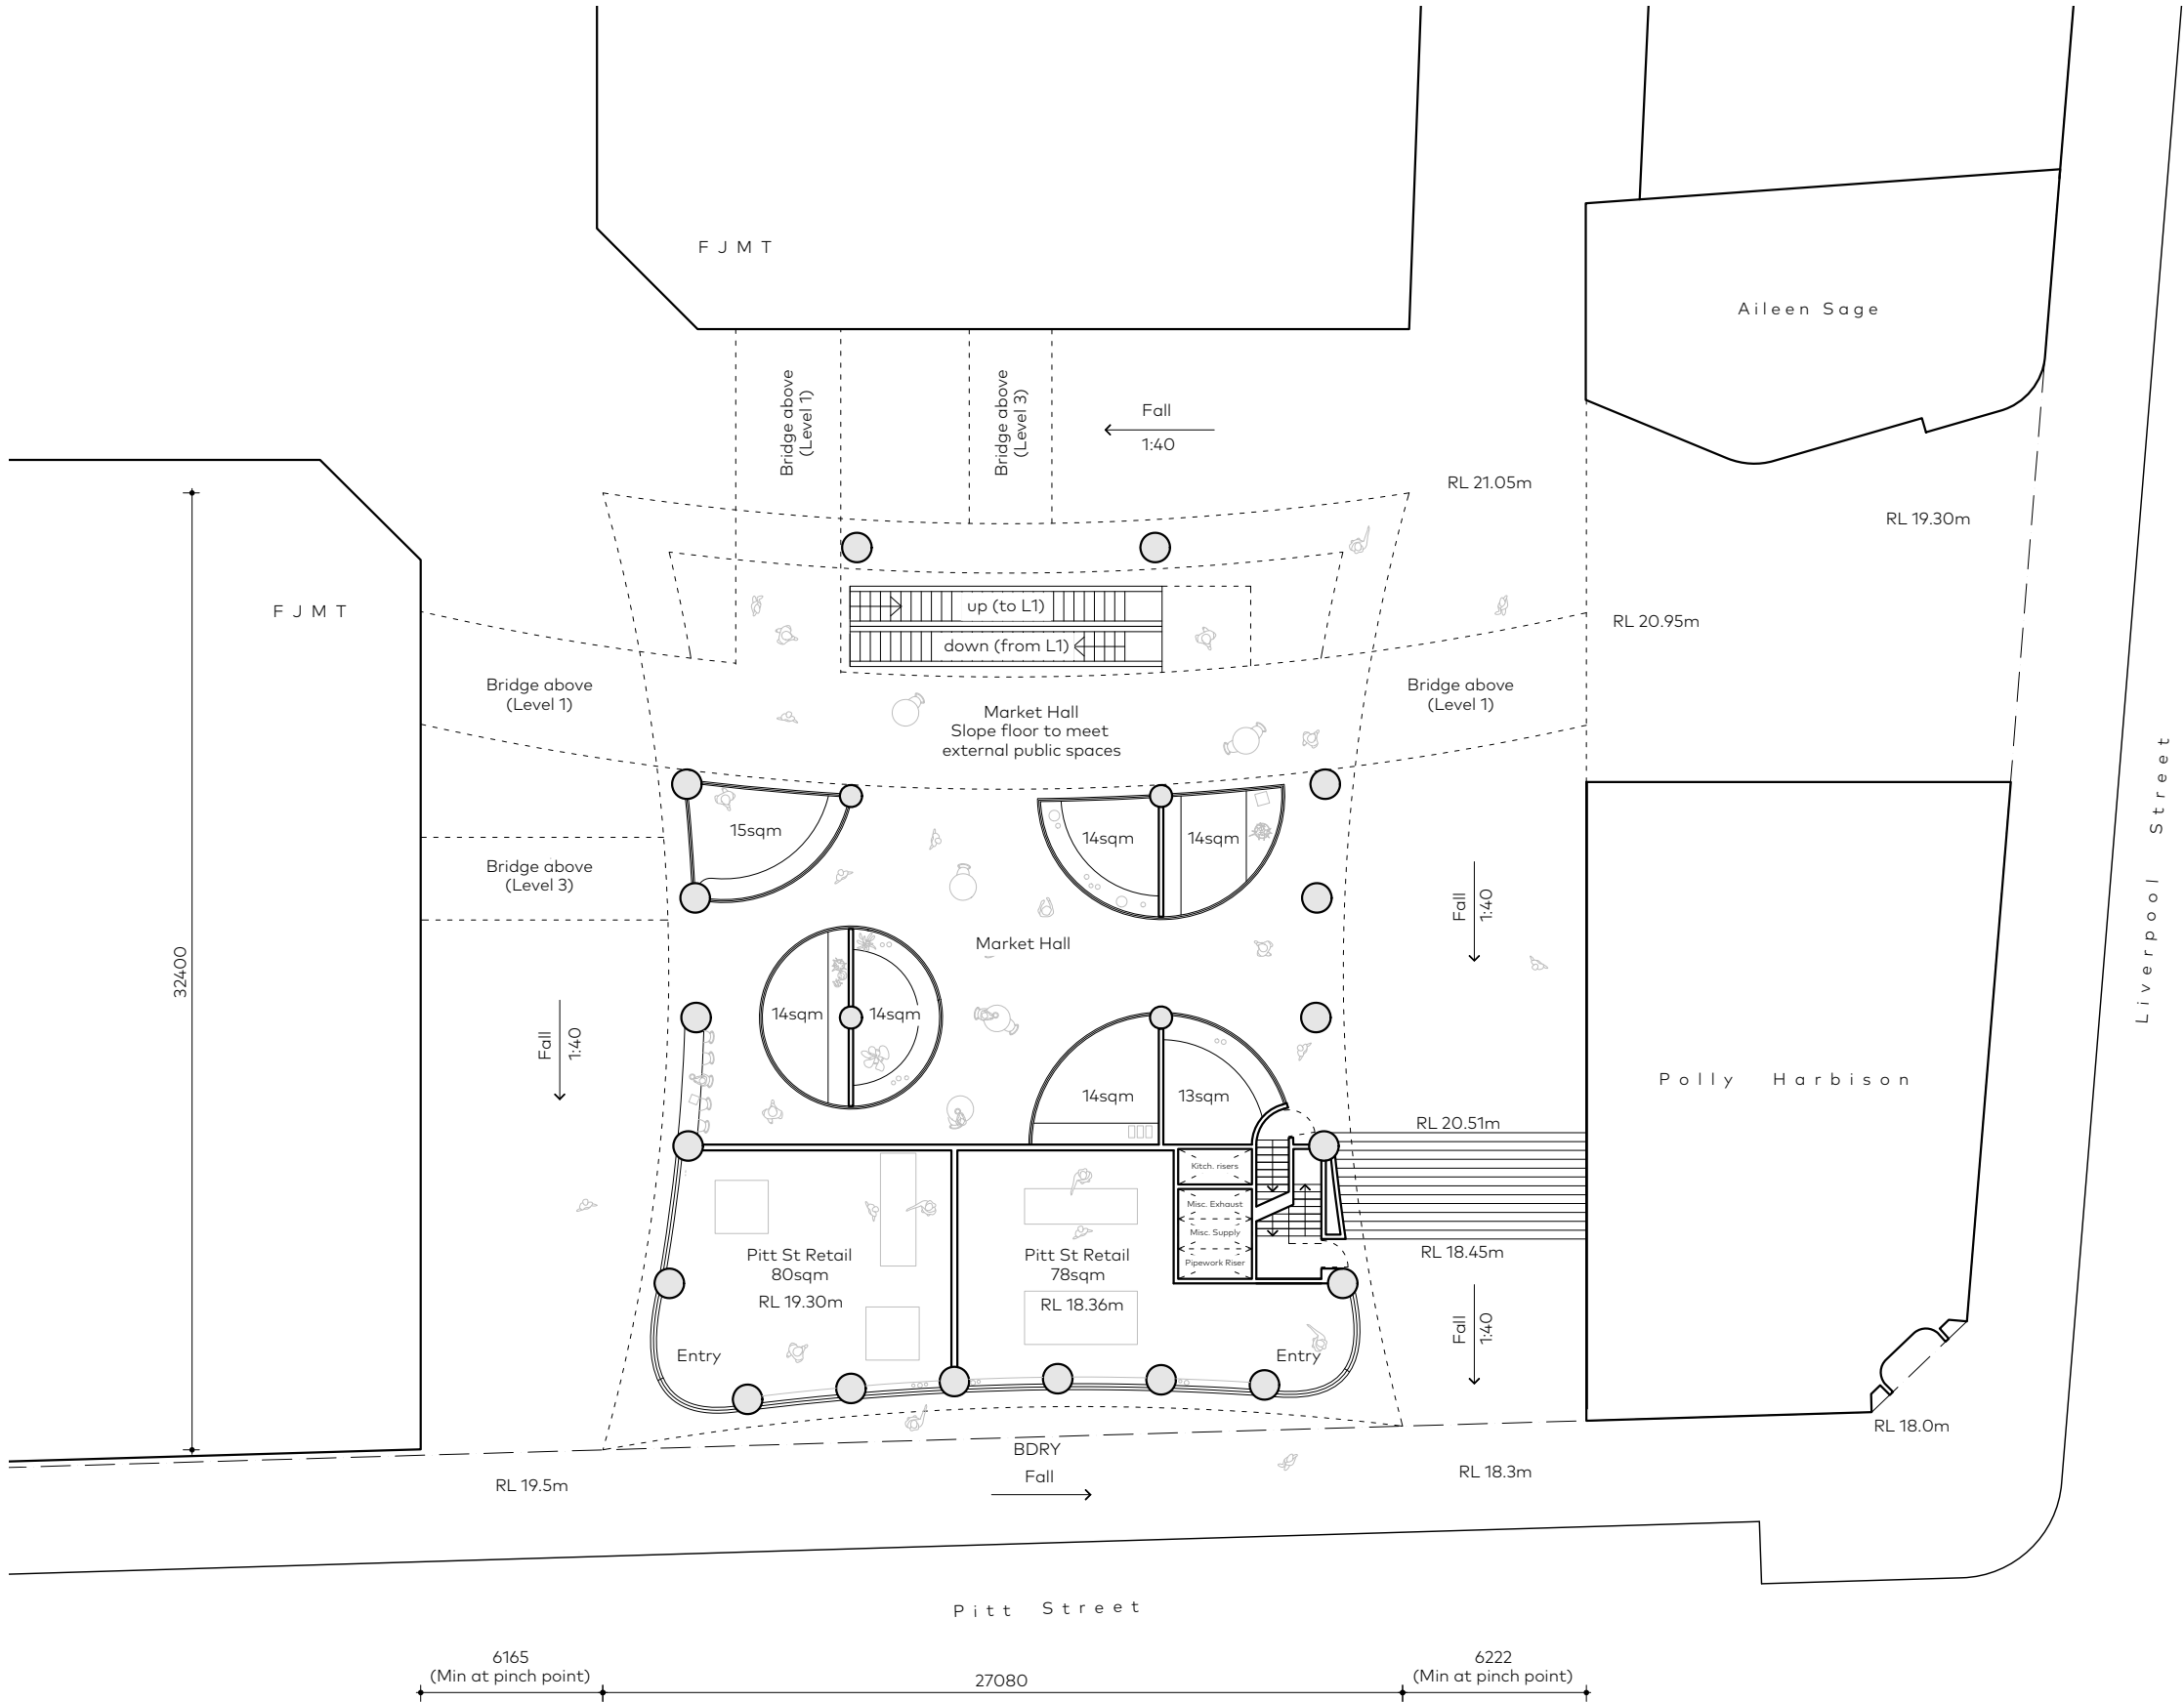 FJMT
Aileen Sage
Bridge above
(Level 1)
Bridge above
(Level 3)
Fall
1:40
RL 21.05m
RL 19.30m
FJMT
up (to L1)
down (from L1)
RL 20.95m
Bridge above
(Level 1)
Market Hall
Slope floor to meet
external public spaces
Bridge above
(Level 1)
Liverpool Street
15sqm
14sqm
14sqm
Bridge above
(Level 3)
Fall
1:40
Market Hall
32400
14sqm
14sqm
Fall
1:40
14sqm
13sqm
Polly Harbison
RL 20.51m
Kitch. risers
Misc. Exhaust
Misc. Supply
Pipework Riser
Pitt St Retail
80sqm
RL 19.30m
Pitt St Retail
78sqm
RL 18.36m
RL 18.45m
Fall
1:40
Entry
Entry
RL 18.0m
BDRY
Fall
RL 19.5m
RL 18.3m
Pitt Street
6165
(Min at pinch point)
27080
6222
(Min at pinch point)